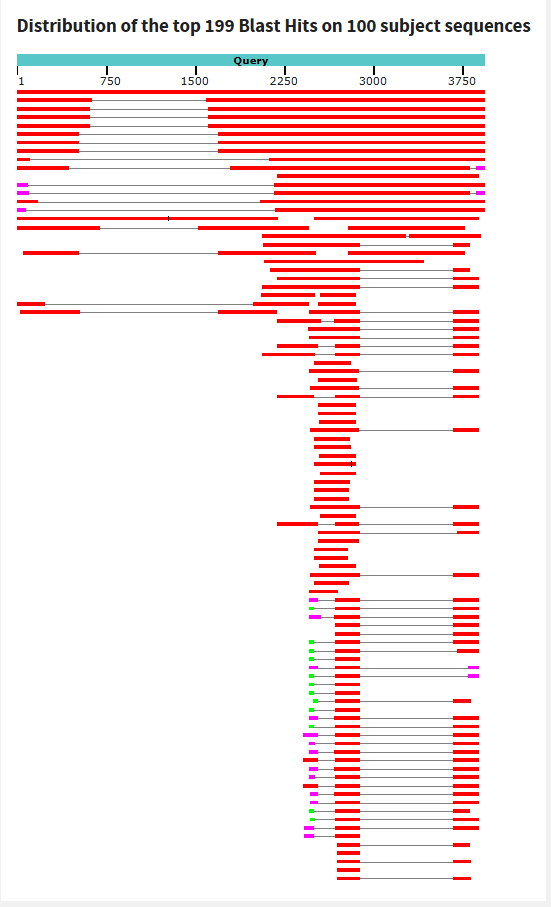 Distribution of the top 199 Blast Hits on 100 subject sequences
Query
1 750 1500 2250 3000 3750